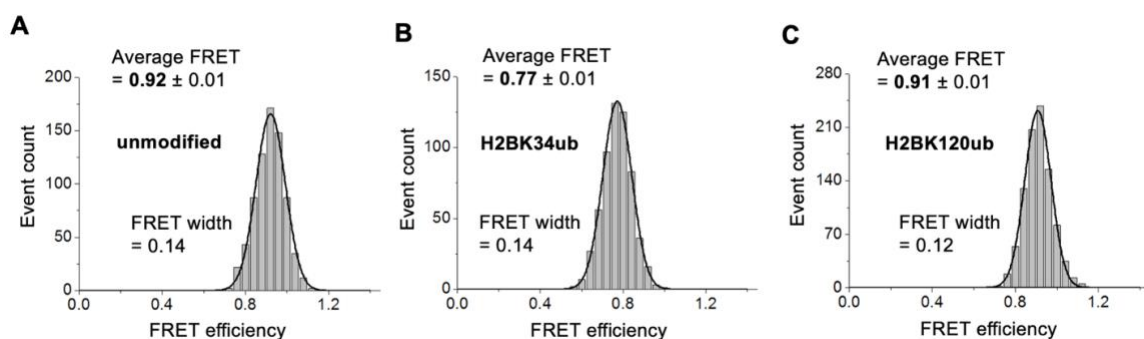 A
Average FRET
= 0.92 ± 0.01
200
150
100
50
0
Event count
unmodified
FRET width
= 0.14
0.0
0.4
0.8
1.2
FRET efficiency
B
Average FRET
= 0.77 ± 0.01
150
100
50
0
Event count
H2BK34ub
FRET width
= 0.14
0.0
0.4
0.8
1.2
FRET efficiency
C
Average FRET
= 0.91 ± 0.01
280
210
140
70
0
Event count
H2BK120ub
FRET width
= 0.12
0.0
0.4
0.8
1.2
FRET efficiency